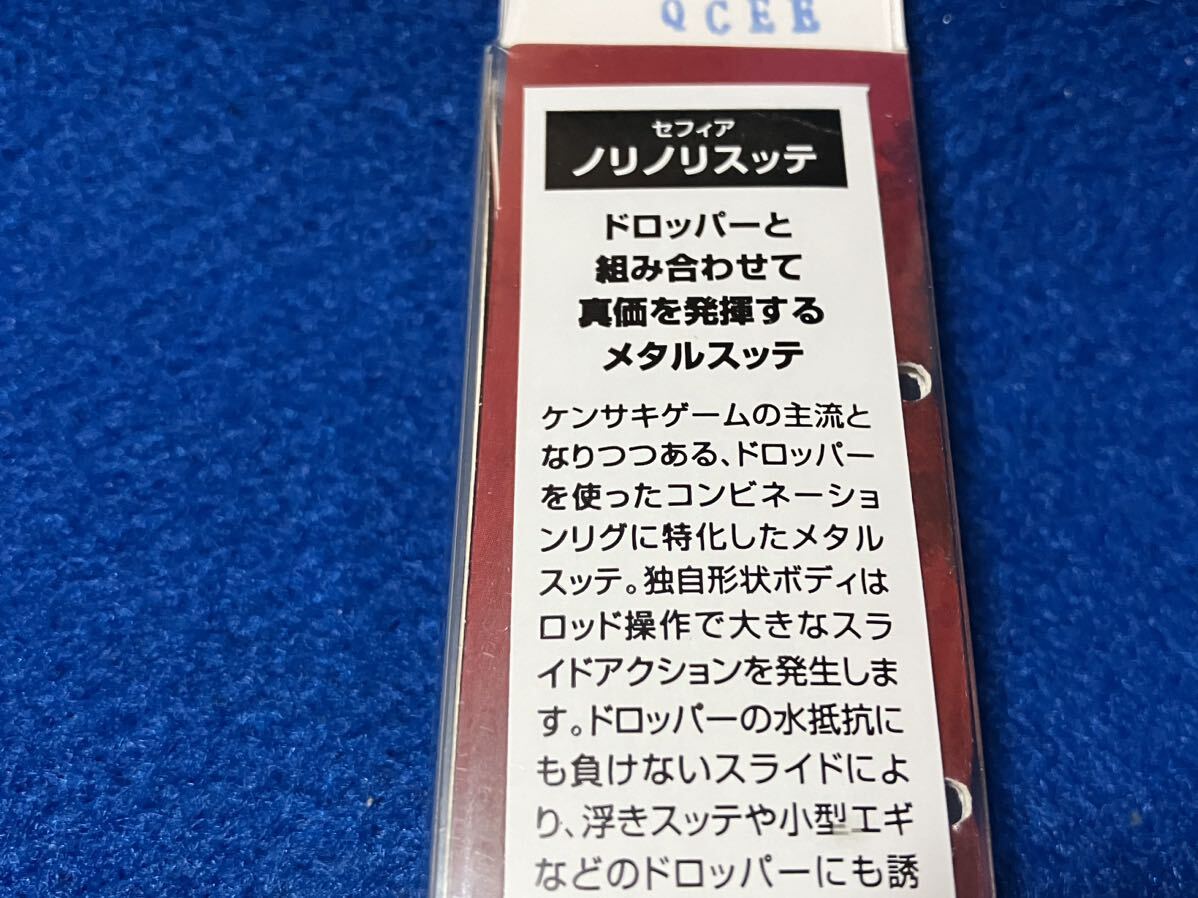 QCEE
セフィア
ノリノリスッテ
ドロッパーと
組み合わせて
真価を発揮する
メタルスッテ
ケンサキゲームの主流と
なりつつある、ドロッパー
を使ったコンビネーショ
ンリグに特化したメタル
スッテ。独自形状ボディは
ロッド操作で大きなスラ
イドアクションを発生しま
す。ドロッパーの水抵抗に
も負けないスライドによ
り、浮きスッテや小型エギ
などのドロッパーにも誘